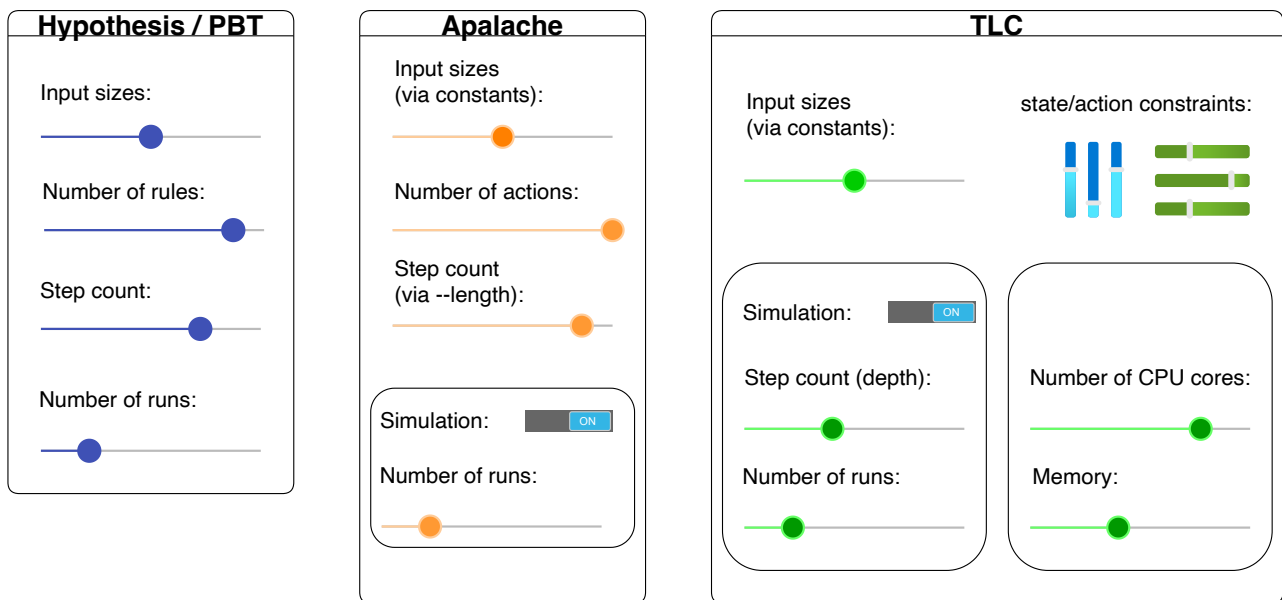 Hypothesis / PBT
Input sizes:
Number of rules:
Step count:
Number of runs:
Apalache
Input sizes
(via constants):
Number of actions:
Step count
(via --length):
Simulation:
ON
Number of runs:
TLC
Input sizes
(via constants):
state/action constraints:
Simulation:
ON
Step count (depth):
Number of runs:
Number of CPU cores:
Memory: